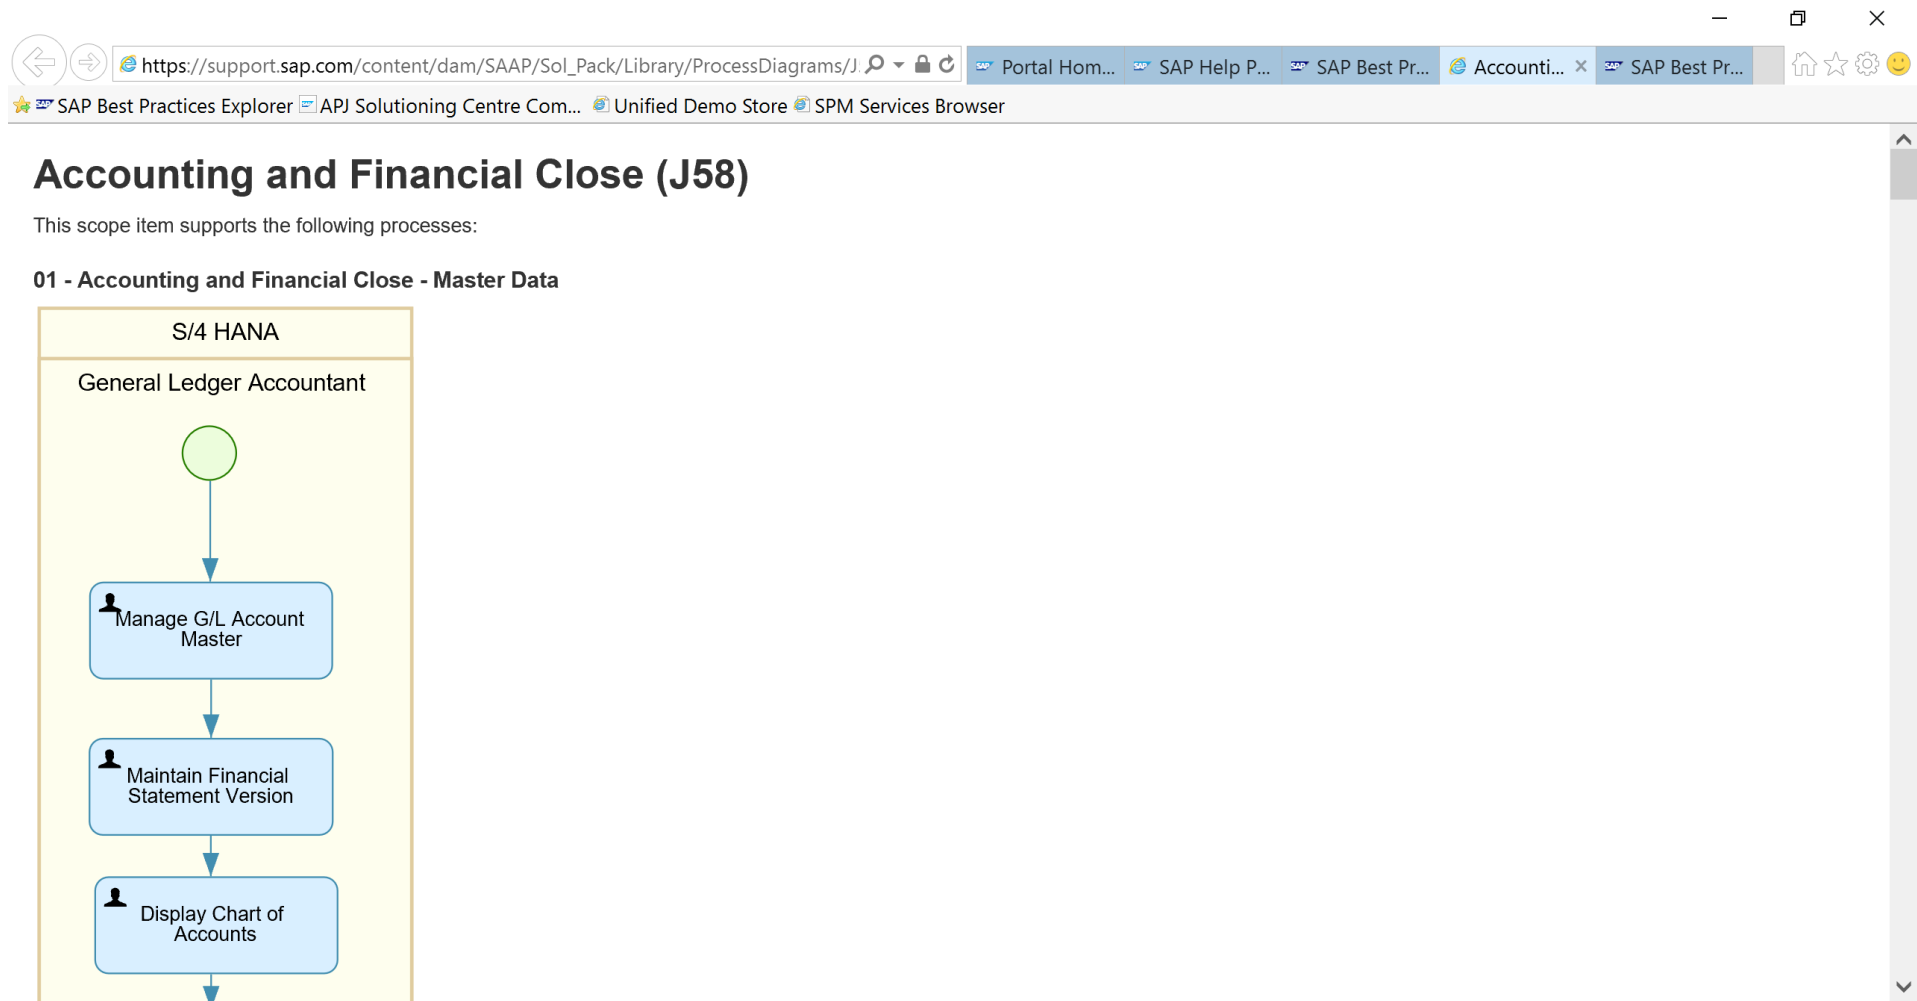 https://support.sap.com/content/dam/SAAP/Sol_Pack/Library/ProcessDiagrams/J
Portal Hom...
SAP Help P...
SAP Best Pr...
Accounti...
SAP Best Pr...
SAP Best Practices Explorer
APJ Solutioning Centre Com...
Unified Demo Store
SPM Services Browser
Accounting and Financial Close (J58)
This scope item supports the following processes:
01 - Accounting and Financial Close - Master Data
S/4 HANA
General Ledger Accountant
Manage G/L Account
Master
Maintain Financial
Statement Version
Display Chart of
Accounts